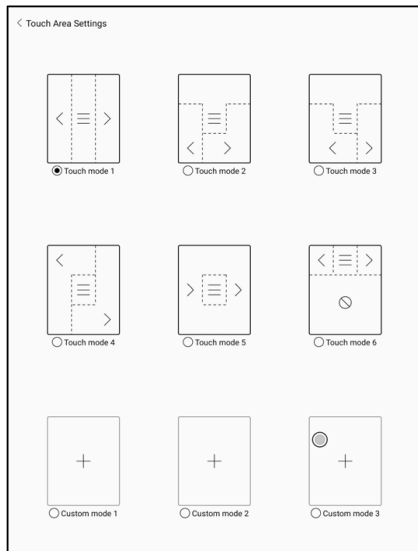 Touch Area Settings
Touch mode 1
Touch mode 2
Touch mode 3
Touch mode 4
Touch mode 5
Touch mode 6
Custom mode 1
Custom mode 2
Custom mode 3